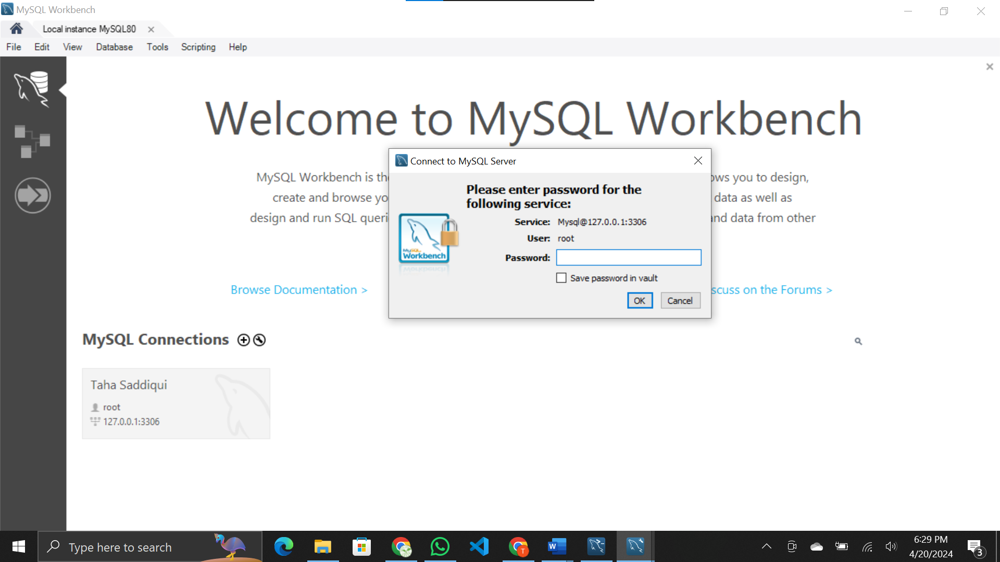 MySQL Workbench
Local instance MySQL80
File Edit View Database Tools Scripting Help
Welcome to MySQL Workbench
MySQL Workbench is the
ows you to design,
create and browse yo
data as well as
design and run SQL queri
nd data from other
Browse Documentation >
scuss on the Forums >
Connect to MySQL Server
Please enter password for the
following service:
Service: Mysql@127.0.0.1:3306
User: root
Password:
Save password in vault
OK Cancel
MySQL
Workbench
MySQL Connections
Taha Saddiqui
root
127.0.0.1:3306
Type here to search
T
W
6:29 PM
4/20/2024
3